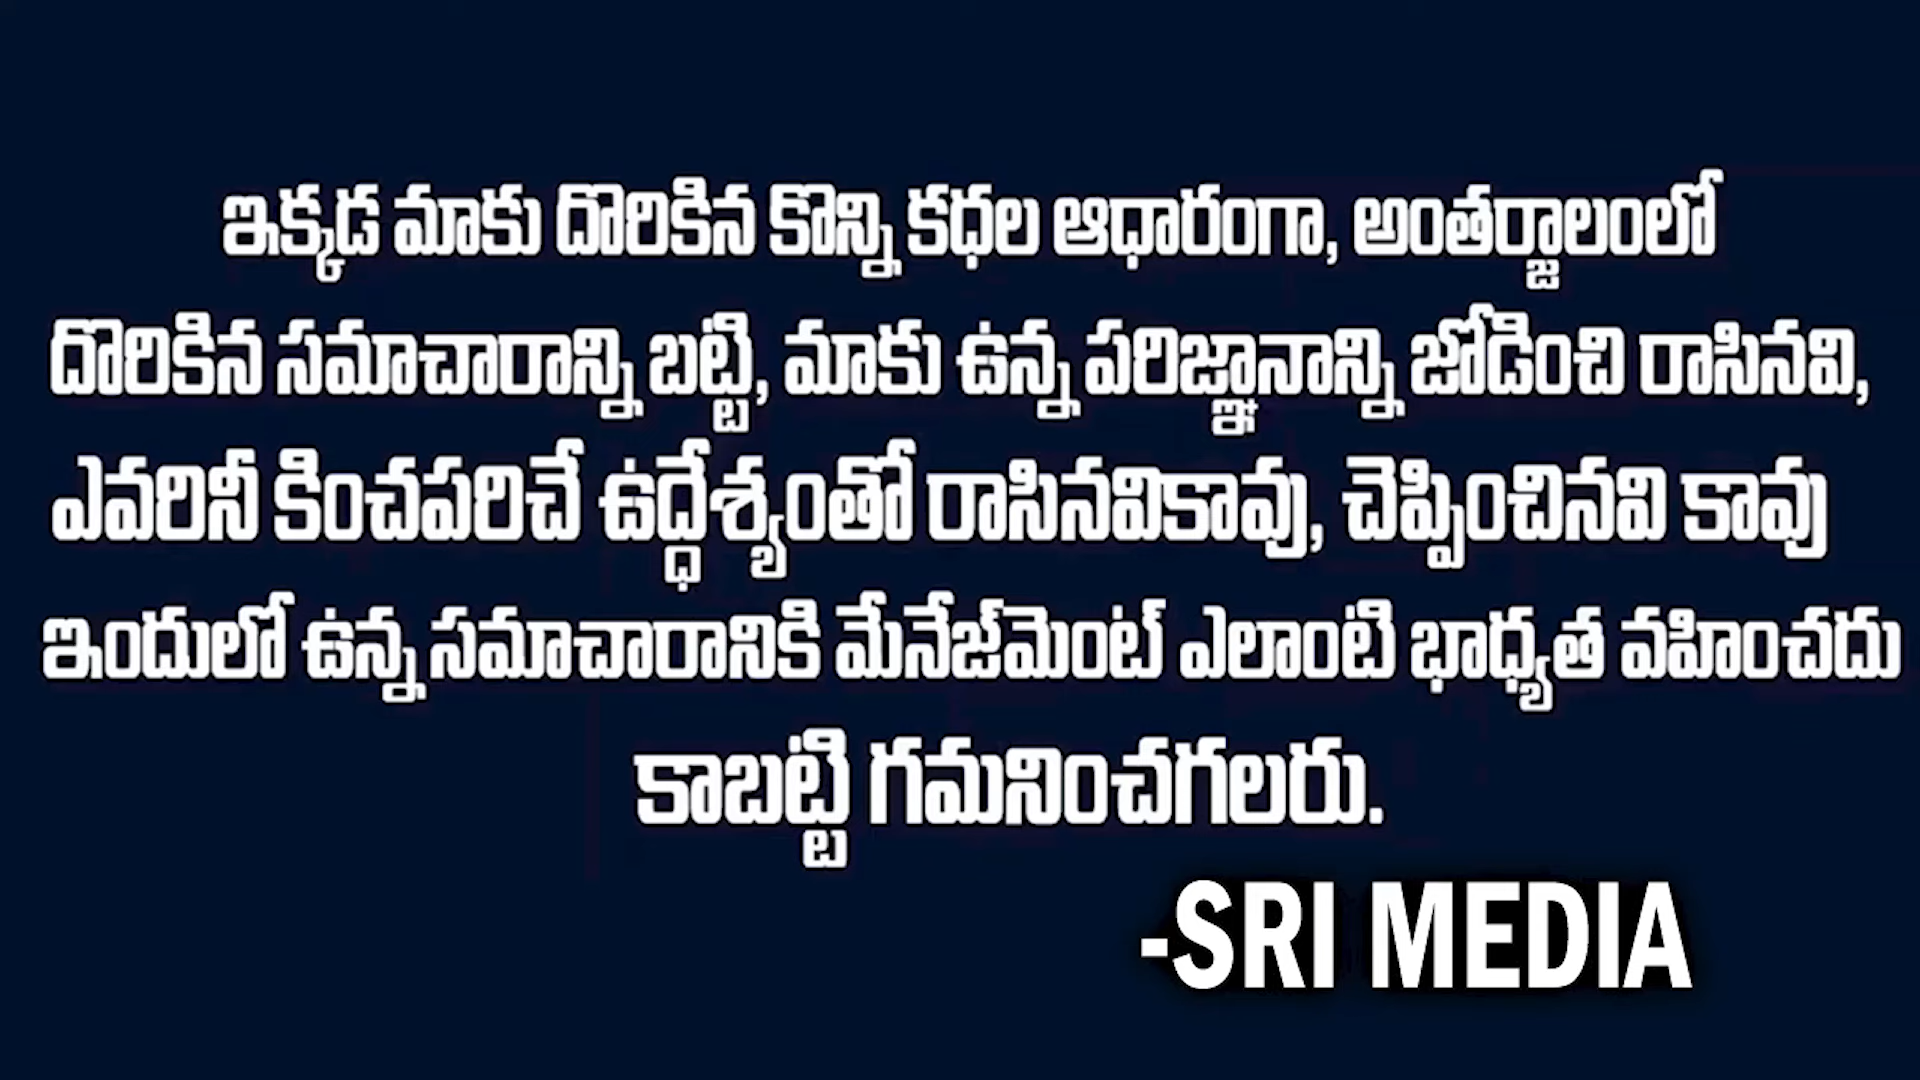 ఇక్కడ మాకు దొరికిన కొన్ని కధల ఆధారంగా, అంతర్జాలంలో
దొరికిన సమాచారాన్ని బట్టి, మాకు ఉన్న పరిజ్ఞానాన్ని జోడించి రాసినవి,
ఎవరినీ కించపరిచే ఉద్ధేశ్యంతో రాసినవికావు, చెప్పించినవి కావు
ఇందులో ఉన్న సమాచారానికి మేనేజ్‌మెంట్ ఎలాంటి భాధ్యత వహించదు
కాబట్టి గమనించగలరు.
-SRI MEDIA